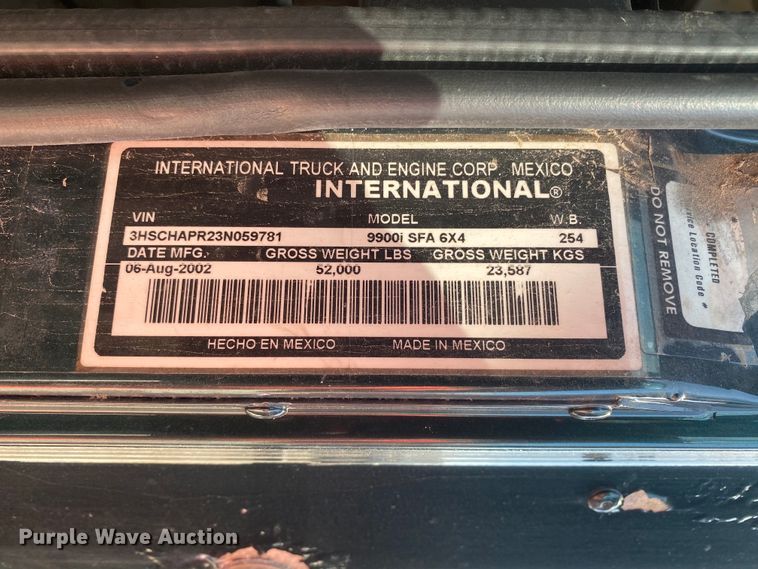 INTERNATIONAL TRUCK AND ENGINE CORP. MEXICO
INTERNATIONAL®
VIN MODEL W.B.
3HSCHAPR23N059781 9900i SFA 6X4 254
DATE MFG. GROSS WEIGHT LBS GROSS WEIGHT KGS
06-Aug-2002 52,000 23,587
HECHO EN MEXICO MADE IN MEXICO
DO NOT REMOVE
COMPLETED
Location Code #
Purple Wave Auction